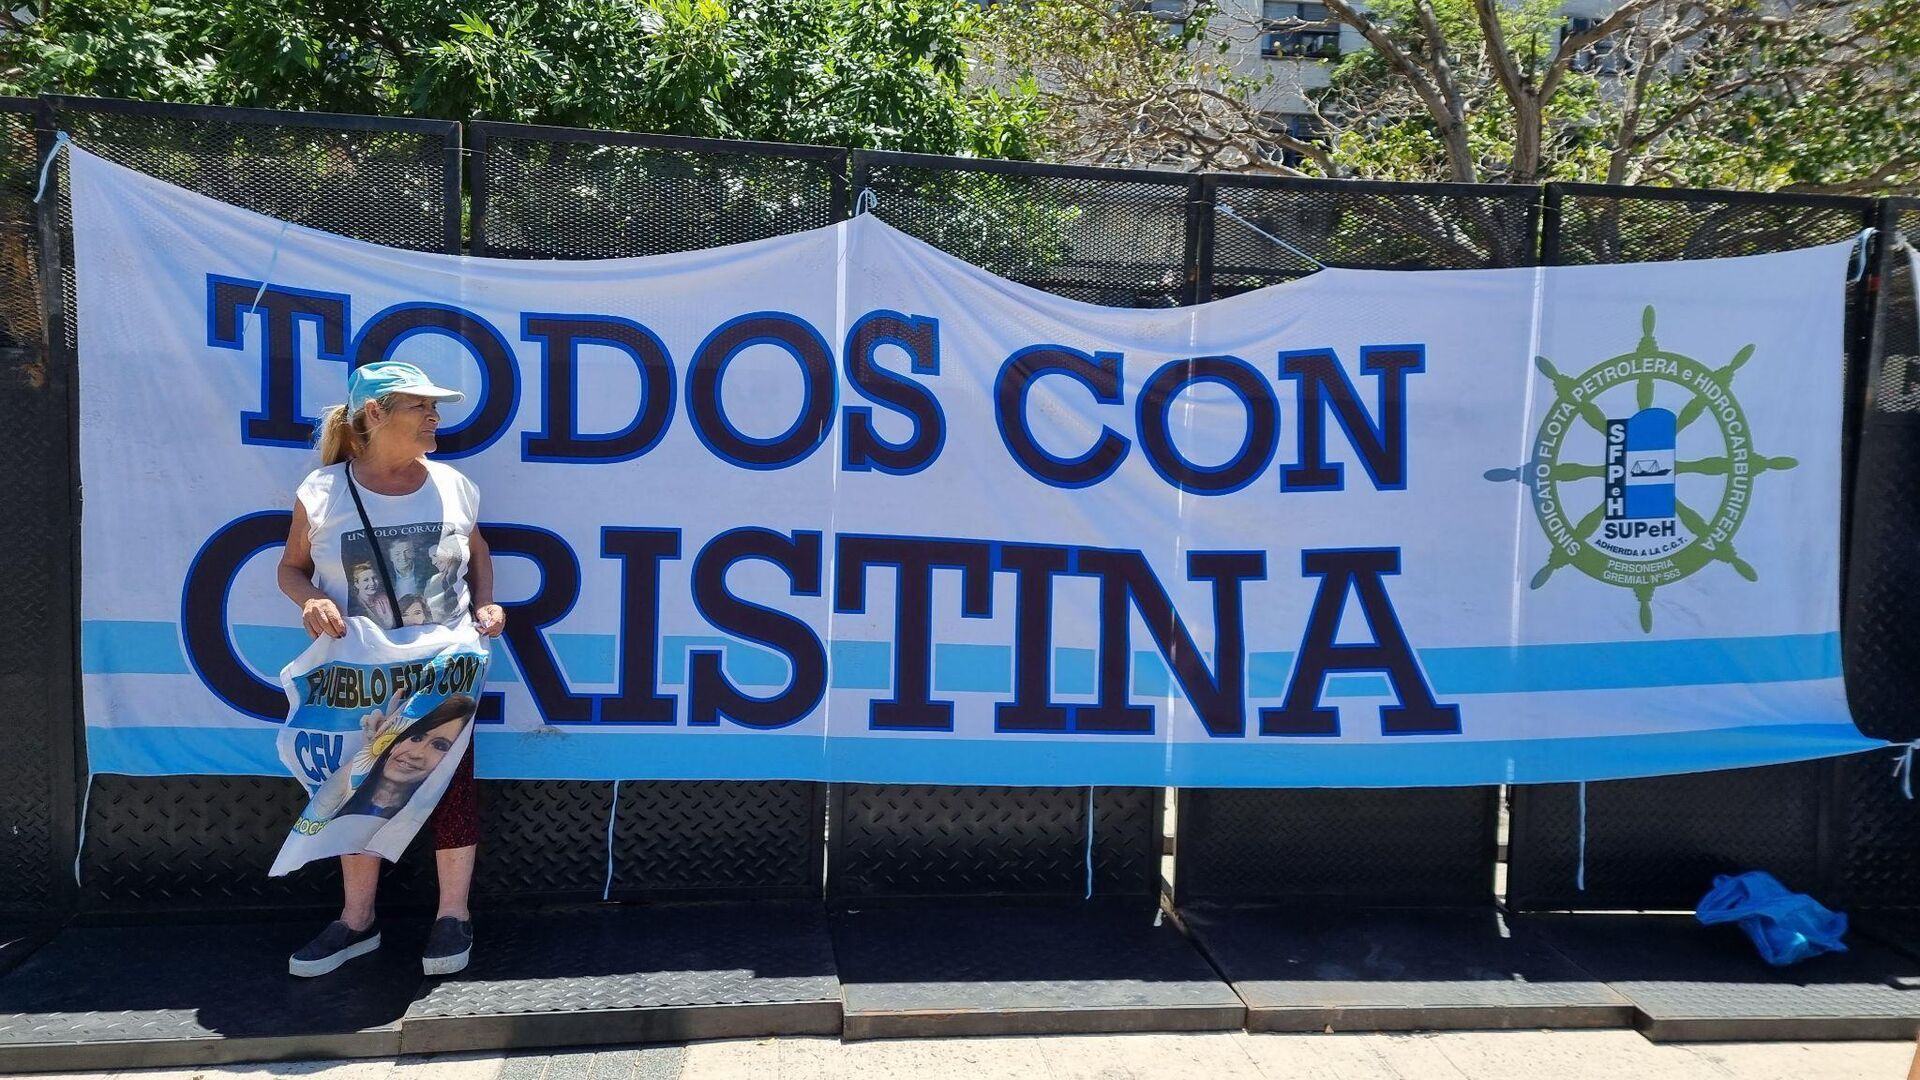 TODOS CON
CRISTINA
SINDICATO FLOTA PETROLERA e HIDROCARBURIFERA
SFPeH
SUPeH
ADHERIDA A LA C.G.T.
PERSONERIA
GREMIAL Nº 563
UN SOLO CORAZÓN
PUEBLO ESTA CON
CFK